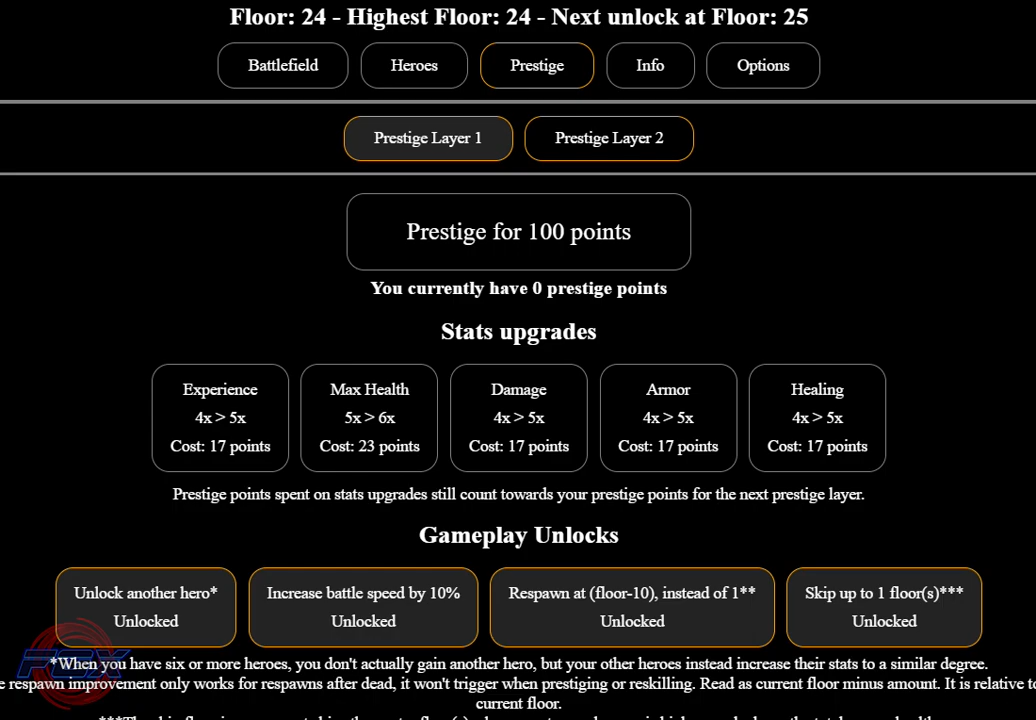 Floor: 24 - Highest Floor: 24 - Next unlock at Floor: 25
Battlefield Heroes Prestige Info Options
Prestige Layer 1 Prestige Layer 2
Prestige for 100 points
You currently have 0 prestige points
Stats upgrades
Experience Max Health Damage Armor Healing
4x > 5x 5x > 6x 4x > 5x 4x > 5x 4x > 5x
Cost: 17 points Cost: 23 points Cost: 17 points Cost: 17 points Cost: 17 points
Prestige points spent on stats upgrades still count towards your prestige points for the next prestige layer.
Gameplay Unlocks
Unlock another hero* Increase battle speed by 10% Respawn at (floor-10), instead of 1** Skip up to 1 floor(s)***
Unlocked Unlocked Unlocked Unlocked
*When you have six or more heroes, you don't actually gain another hero, but your other heroes instead increase their stats to a similar degree.
respawn improvement only works for respawns after dead, it won't trigger when prestiging or reskilling. Read as current floor minus amount. It is relative to
current floor.
PCX